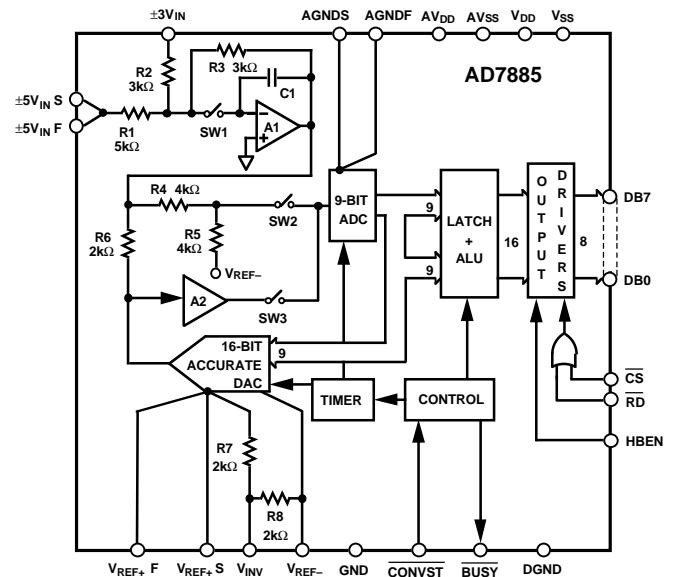 ±3VIN AGNDS AGNDF AVDD AVSS VDD VSS
AD7885
R3 3kΩ
R2
3kΩ
C1
±5VIN S
±5VIN F
R1
5kΩ
SW1
A1
R4 4kΩ
SW2
9-BIT
ADC
9
LATCH
+
ALU
9
16
OUTPUT
DRIVERS
8
DB7
DB0
R6
2kΩ
R5
4kΩ
VREF–
A2
SW3
16-BIT
ACCURATE
DAC
9
TIMER
CONTROL
CS
RD
HBEN
R7
2kΩ
R8
2kΩ
VREF+ F VREF+ S VINV VREF– GND CONVST BUSY DGND